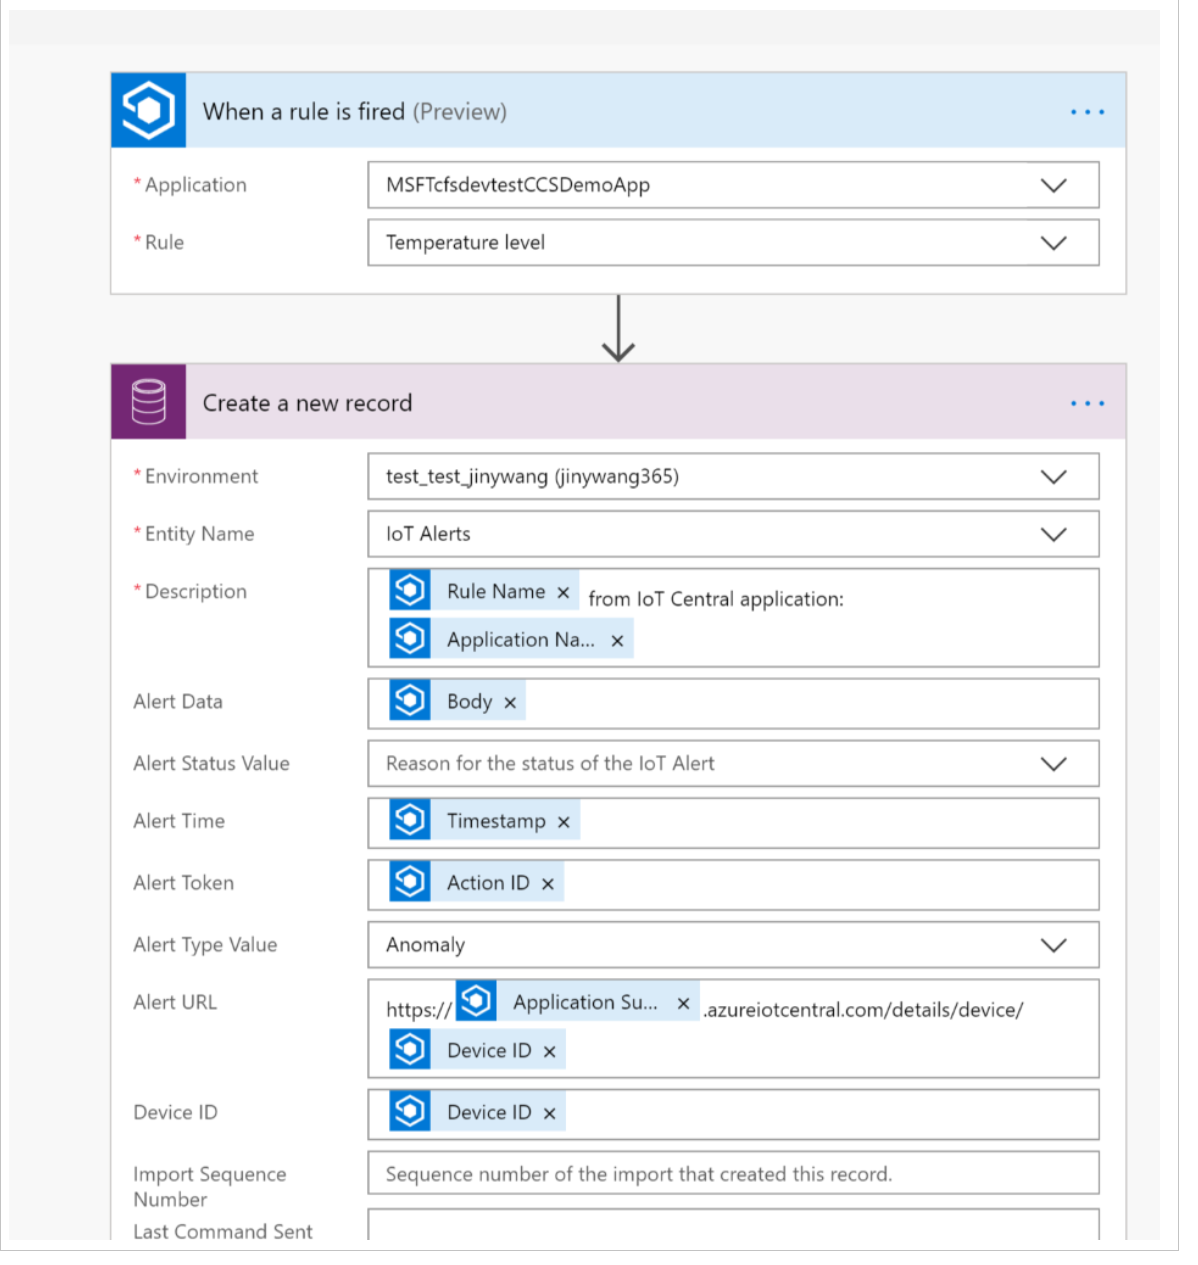 When a rule is fired (Preview)
* Application
MSFTcfsdevtestCCSDemoApp
* Rule
Temperature level
Create a new record
* Environment
test_test_jinywang (jinywang365)
* Entity Name
IoT Alerts
* Description
Rule Name × from IoT Central application:
Application Na... ×
Alert Data
Body ×
Alert Status Value
Reason for the status of the IoT Alert
Alert Time
Timestamp ×
Alert Token
Action ID ×
Alert Type Value
Anomaly
Alert URL
https:// Application Su... × .azureiotcentral.com/details/device/
Device ID ×
Device ID
Device ID ×
Import Sequence
Number
Sequence number of the import that created this record.
Last Command Sent